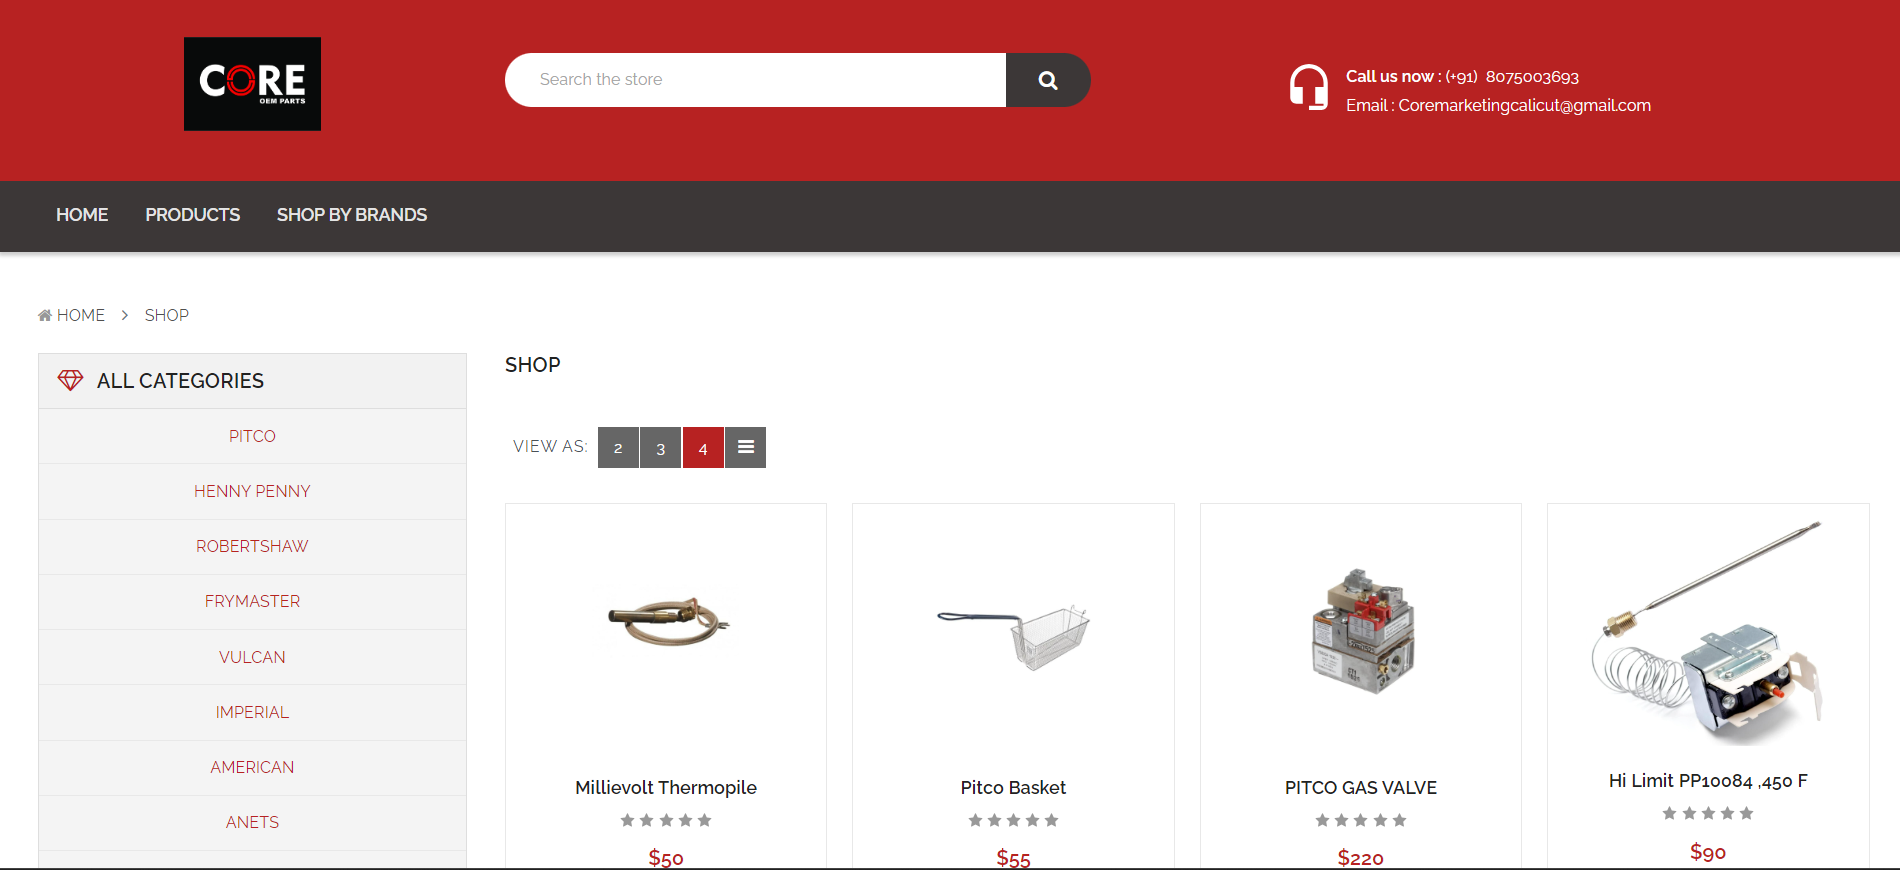 CORE
OEM PARTS
Search the store
Call us now : (+91) 8075003693
Email : Coremarketingcalicut@gmail.com
HOME PRODUCTS SHOP BY BRANDS
HOME > SHOP
ALL CATEGORIES
PITCO
HENNY PENNY
ROBERTSHAW
FRYMASTER
VULCAN
IMPERIAL
AMERICAN
ANETS
SHOP
VIEW AS: 2 3 4
Millievolt Thermopile
$50
Pitco Basket
$55
PITCO GAS VALVE
$220
Hi Limit PP10084 ,450 F
$90